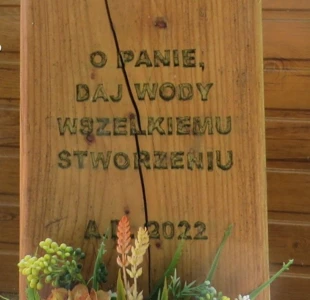 O PANIE,
DAJ WODY
WSZELKIEMU
STWORZENIU
A.D. 2022